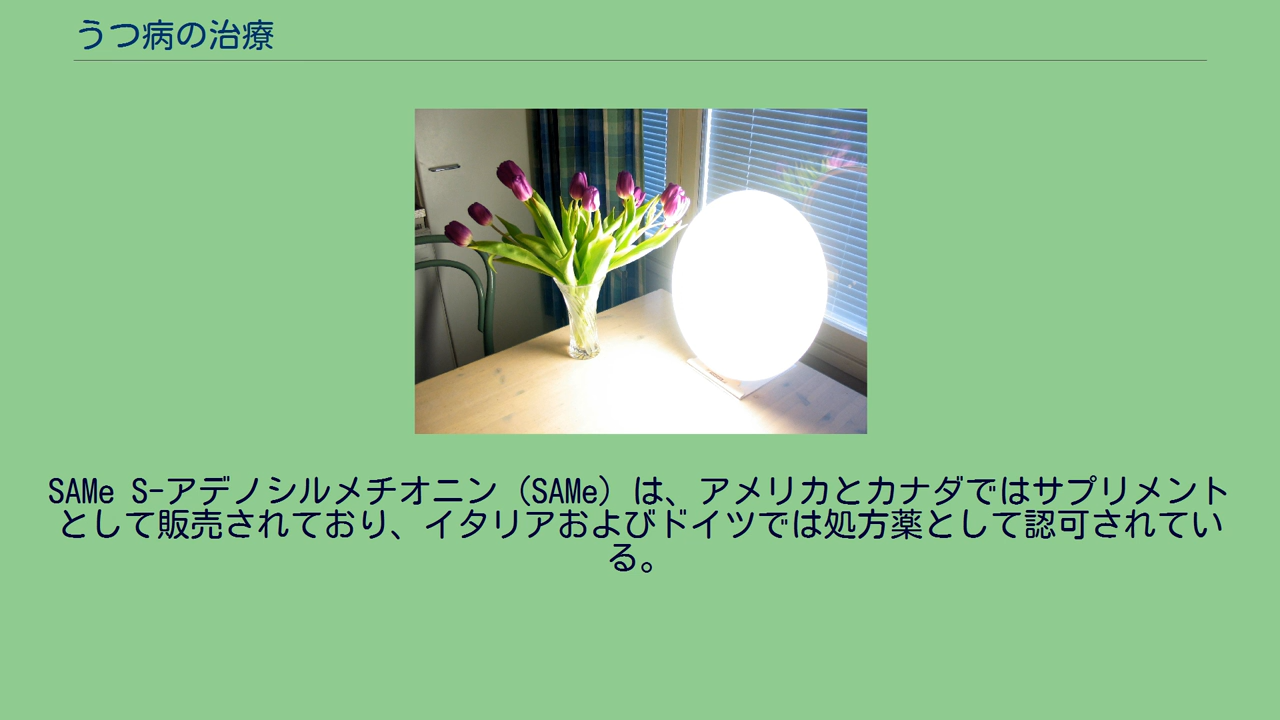 うつ病の治療
SAMe S-アデノシルメチオニン（SAMe）は、アメリカとカナダではサプリメント
として販売されており、イタリアおよびドイツでは処方薬として認可されてい
る。